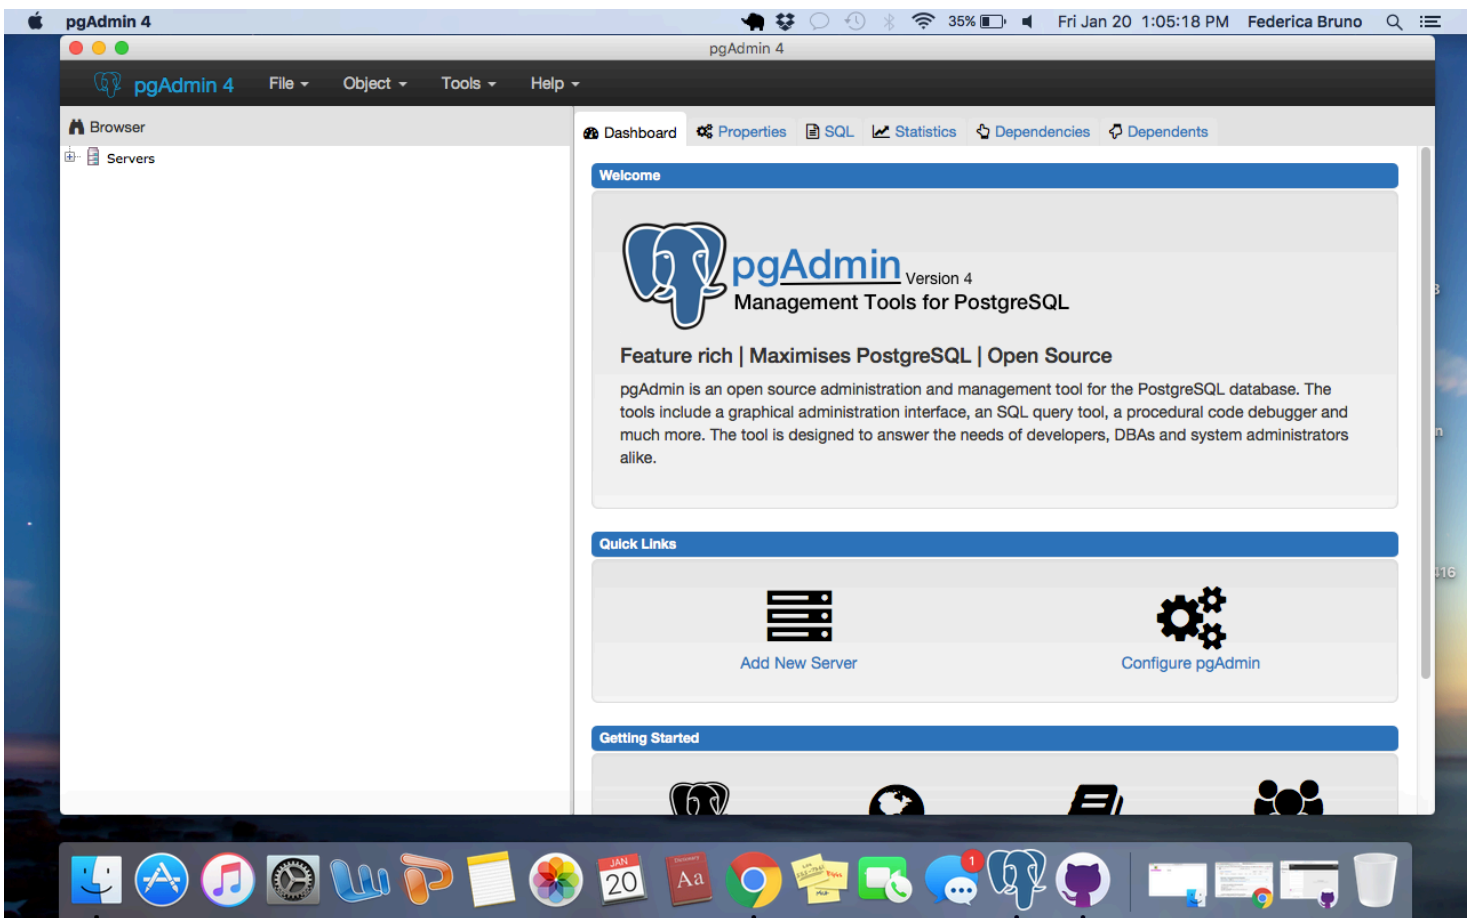 pgAdmin 4
35%
Fri Jan 20 1:05:18 PM
Federica Bruno
pgAdmin 4
pgAdmin 4
File
Object
Tools
Help
Browser
Servers
Dashboard
Properties
SQL
Statistics
Dependencies
Dependents
Welcome
pgAdmin Version 4
Management Tools for PostgreSQL
Feature rich | Maximises PostgreSQL | Open Source
pgAdmin is an open source administration and management tool for the PostgreSQL database. The
tools include a graphical administration interface, an SQL query tool, a procedural code debugger and
much more. The tool is designed to answer the needs of developers, DBAs and system administrators
alike.
Quick Links
Add New Server
Configure pgAdmin
Getting Started
3
n
416
JAN
20
Dictionary
Aa
1